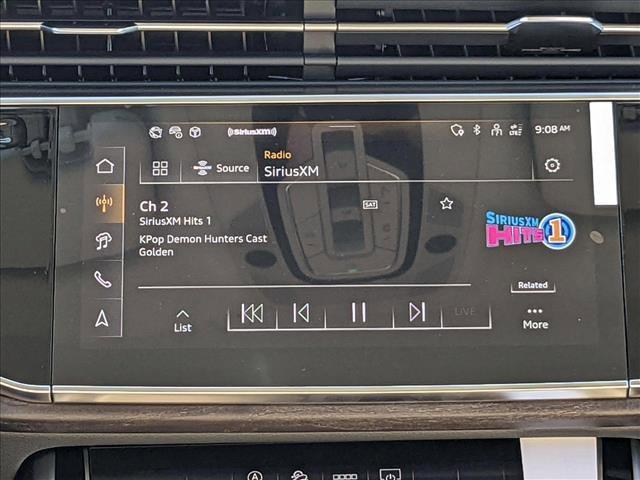 ((SiriusXM))
LTE
9:08 AM
Source
Radio
SiriusXM
Ch 2
SAT
SiriusXM Hits 1
KPop Demon Hunters Cast
Golden
SIRIUSXM
HITS 1
Related
List
LIVE
More
A